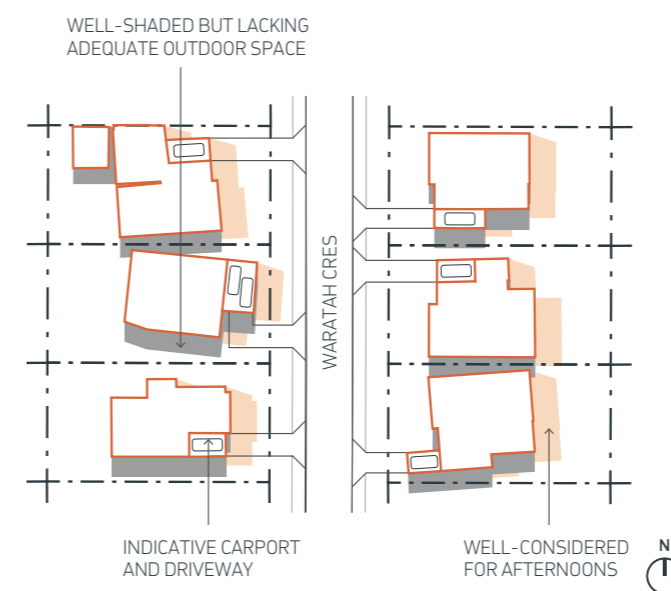 WELL-SHADED BUT LACKING
ADEQUATE OUTDOOR SPACE
WARATAH CRES
INDICATIVE CARPORT
AND DRIVEWAY
WELL-CONSIDERED
FOR AFTERNOONS
N